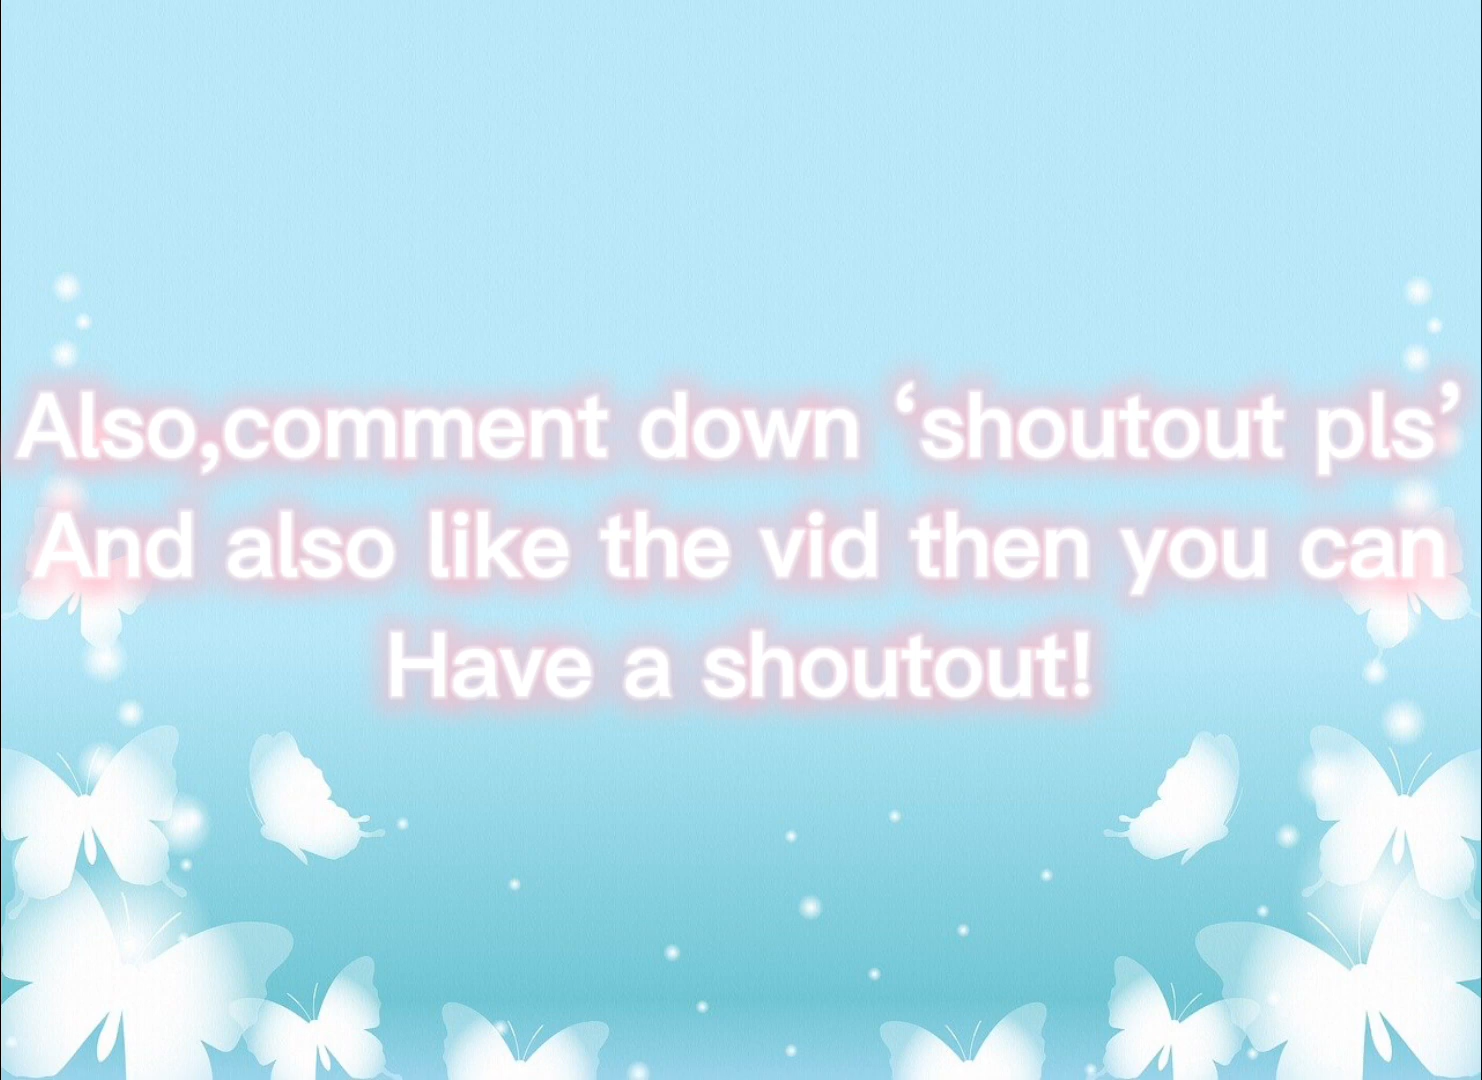 Also,comment down ‘shoutout pls’
And also like the vid then you can
Have a shoutout!